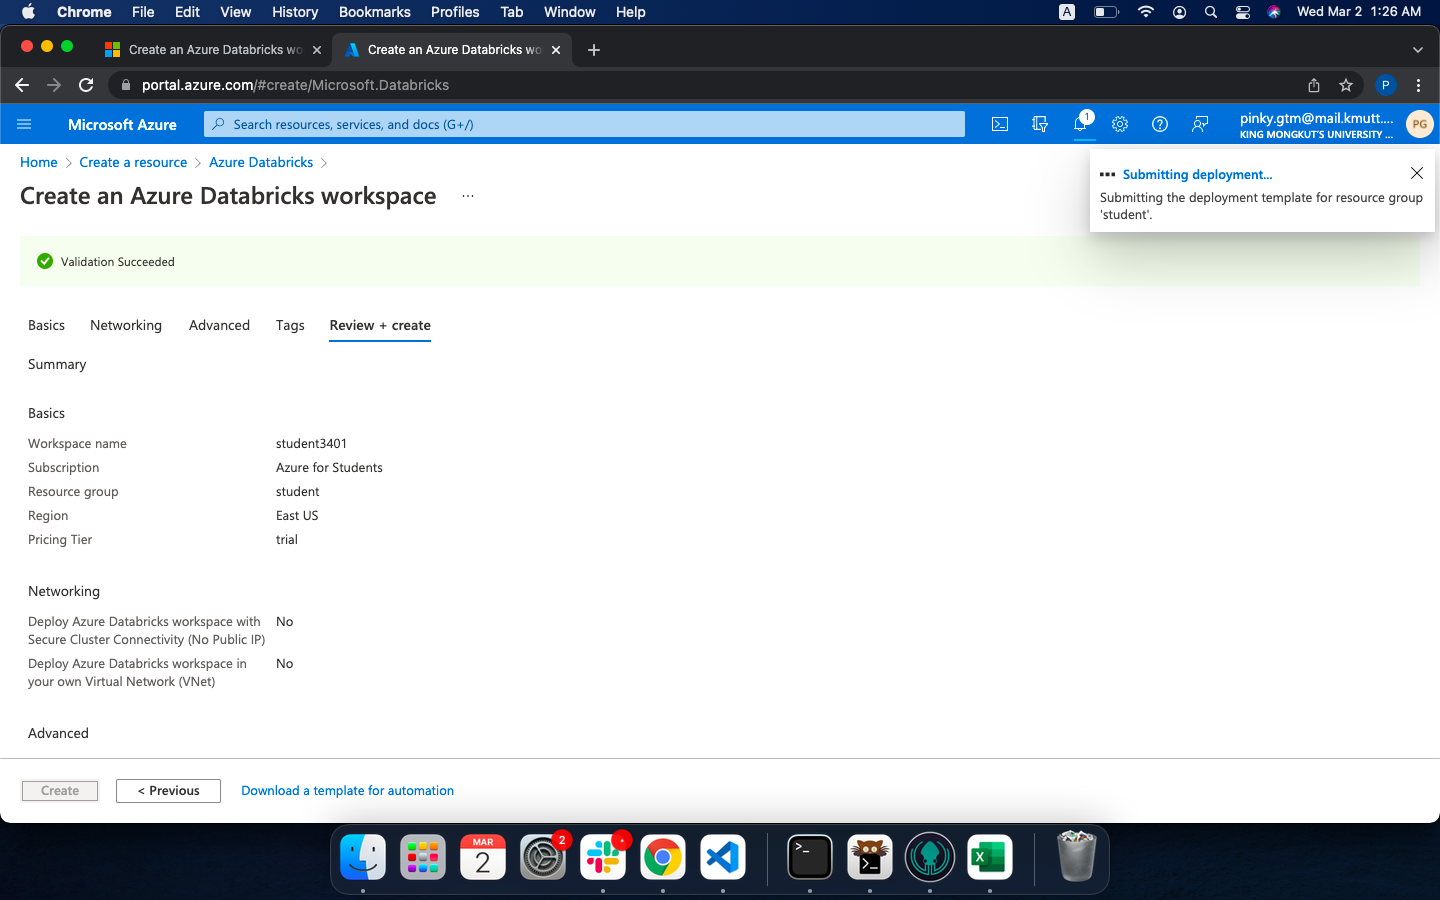 Chrome File Edit View History Bookmarks Profiles Tab Window Help A Wed Mar 2 1:26 AM
Create an Azure Databricks wo
Create an Azure Databricks wo
portal.azure.com/#create/Microsoft.Databricks P
Microsoft Azure
Search resources, services, and docs (G+/)
1
pinky.gtm@mail.kmutt....
KING MONGKUT'S UNIVERSITY ...
PG
Home > Create a resource > Azure Databricks >
Create an Azure Databricks workspace ...
Submitting deployment...
Submitting the deployment template for resource group
'student'.
Validation Succeeded
Basics Networking Advanced Tags Review + create
Summary
Basics
Workspace name student3401
Subscription Azure for Students
Resource group student
Region East US
Pricing Tier trial
Networking
Deploy Azure Databricks workspace with No
Secure Cluster Connectivity (No Public IP)
Deploy Azure Databricks workspace in No
your own Virtual Network (VNet)
Advanced
Create < Previous Download a template for automation
MAR
2
2
>_
>_
X